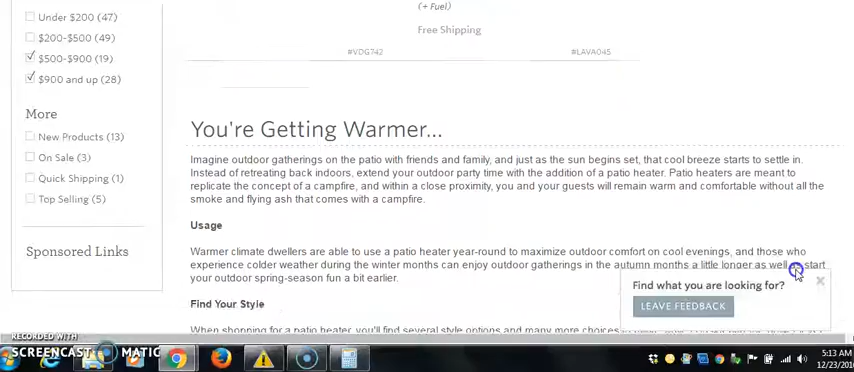 Under $200 (47)
$200-$500 (49)
$500-$900 (19)
$900 and up (28)
More
New Products (13)
On Sale (3)
Quick Shipping (1)
Top Selling (5)
Sponsored Links
(+ Fuel)
Free Shipping
#VDG742
#LAVA045
You're Getting Warmer...
Imagine outdoor gatherings on the patio with friends and family, and just as the sun begins set, that cool breeze starts to settle in.
Instead of retreating back indoors, extend your outdoor party time with the addition of a patio heater. Patio heaters are meant to
replicate the concept of a campfire, and within a close proximity, you and your guests will remain warm and comfortable without all the
smoke and flying ash that comes with a campfire.
Usage
Warmer climate dwellers are able to use a patio heater year-round to maximize outdoor comfort on cool evenings, and those who
experience colder weather during the winter months can enjoy outdoor gatherings in the autumn months a little longer as well start
your outdoor spring-season fun a bit earlier.
Find Your Style
When shopping for a patio heater, you'll find several style options and many more choices
Find what you are looking for?
LEAVE FEEDBACK
RECORDED WITH
SCREENCAST MATIC
5:13 AM